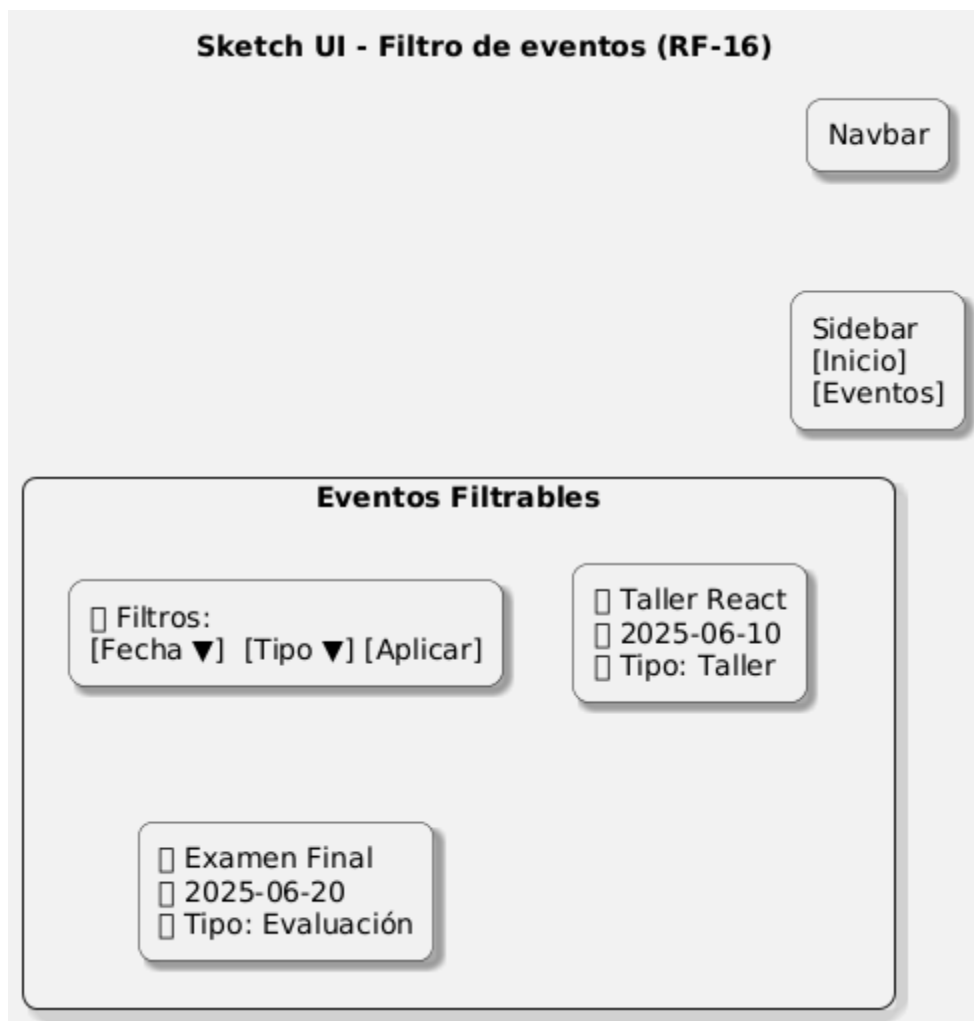 Sketch UI - Filtro de eventos (RF-16)
Navbar
Sidebar
[Inicio]
[Eventos]
Eventos Filtrables
▯ Filtros:
[Fecha ▼]  [Tipo ▼] [Aplicar]
▯ Taller React
▯ 2025-06-10
▯ Tipo: Taller
▯ Examen Final
▯ 2025-06-20
▯ Tipo: Evaluación